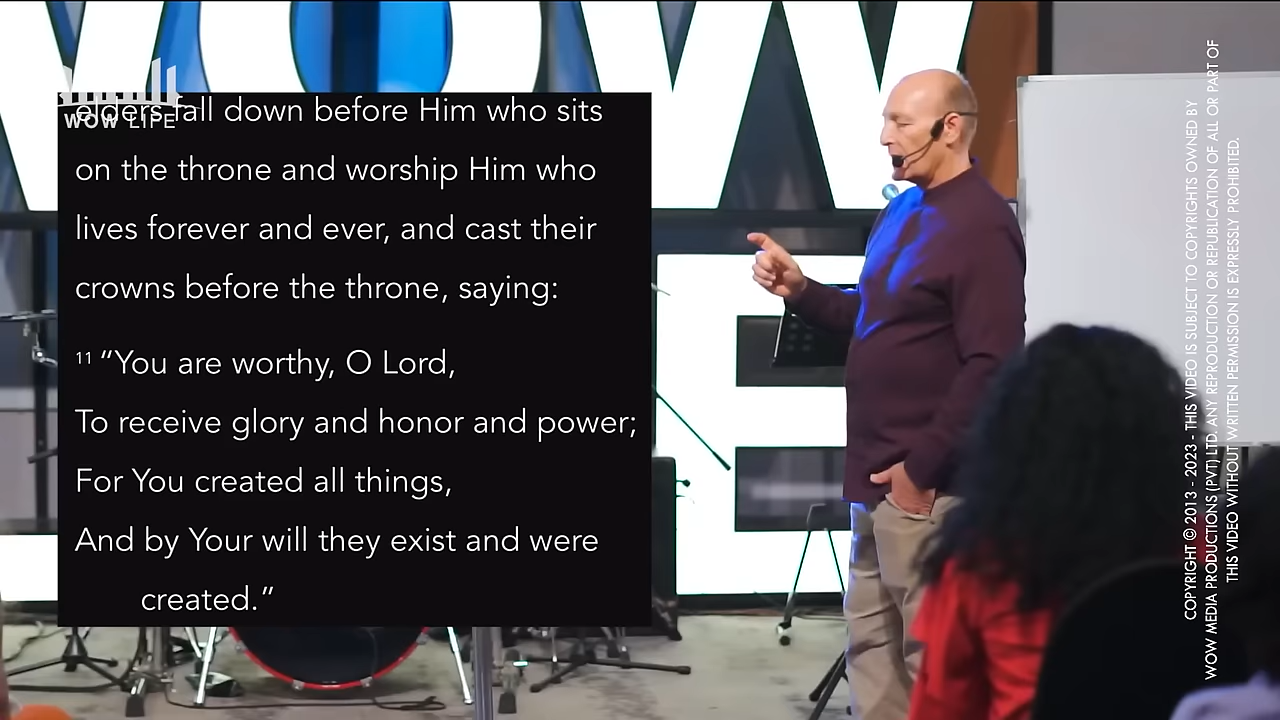 WOW
elders fall down before Him who sits
WOW LIFE
on the throne and worship Him who
lives forever and ever, and cast their
crowns before the throne, saying:
11 “You are worthy, O Lord,
To receive glory and honor and power;
For You created all things,
And by Your will they exist and were
created.”
COPYRIGHT © 2013 - 2023 - THIS VIDEO IS SUBJECT TO COPYRIGHTS OWNED BY
WOW MEDIA PRODUCTIONS (PVT) LTD. ANY REPRODUCTION OR REPUBLICATION OF ALL OR PART OF
THIS VIDEO WITHOUT WRITTEN PERMISSION IS EXPRESSLY PROHIBITED.